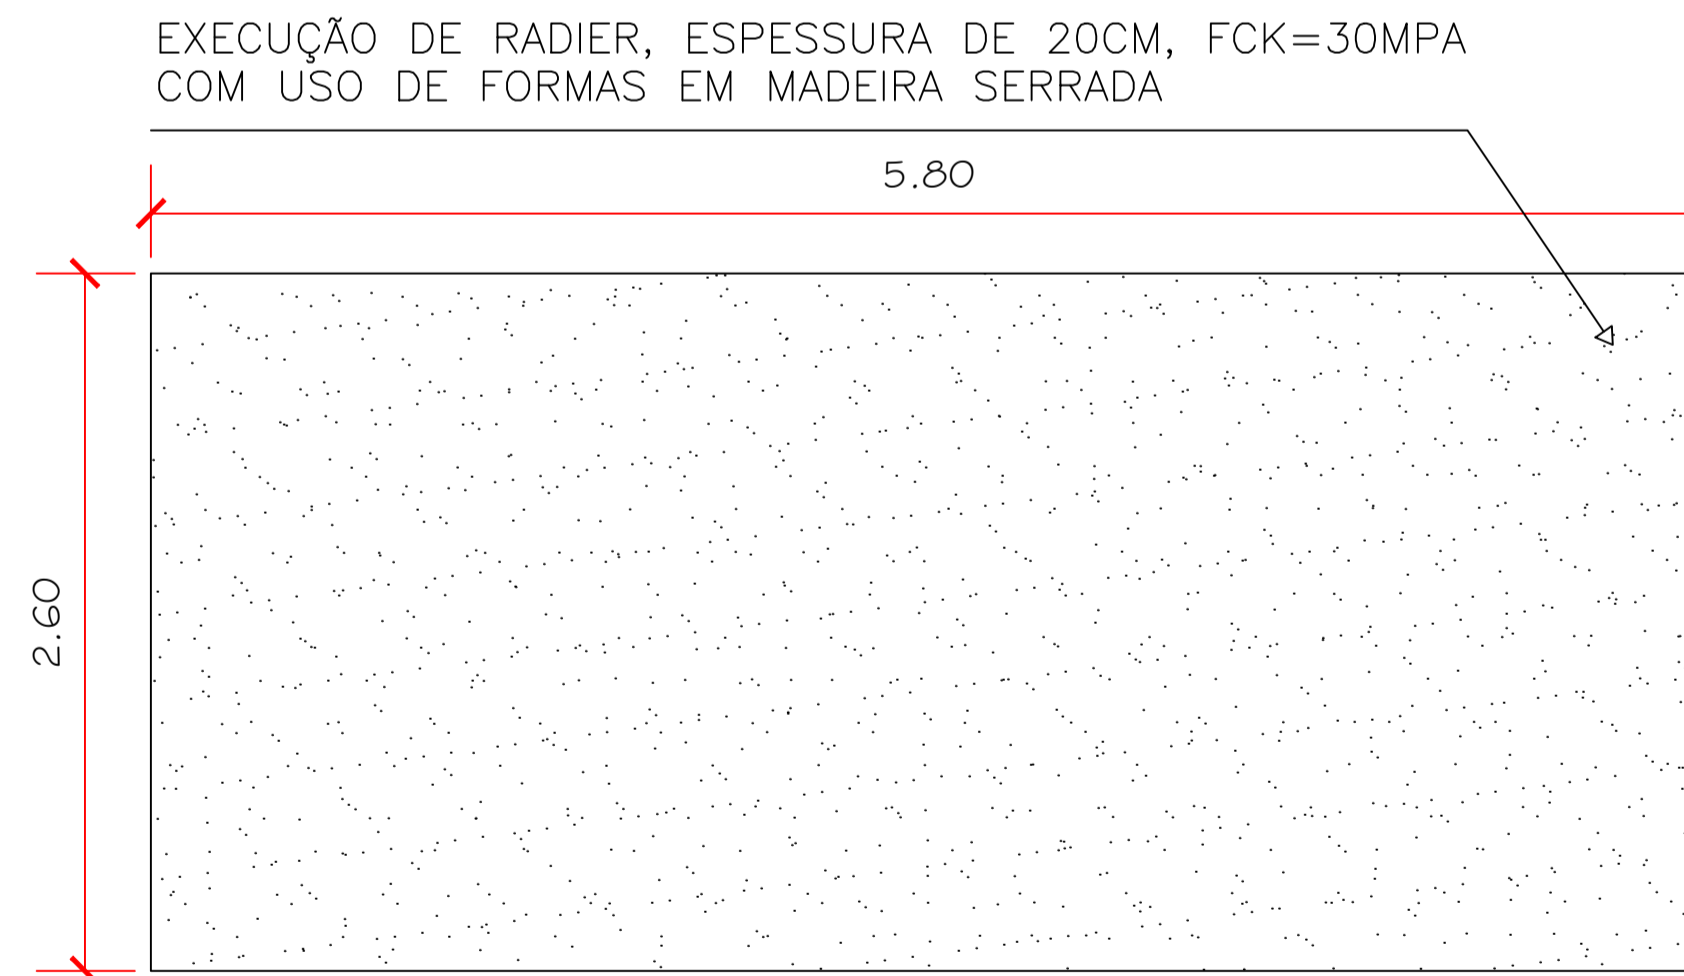 EXECUÇÃO DE RADIER, ESPESSURA DE 20CM, FCK=30MPA
COM USO DE FORMAS EM MADEIRA SERRADA
5.80
2.60